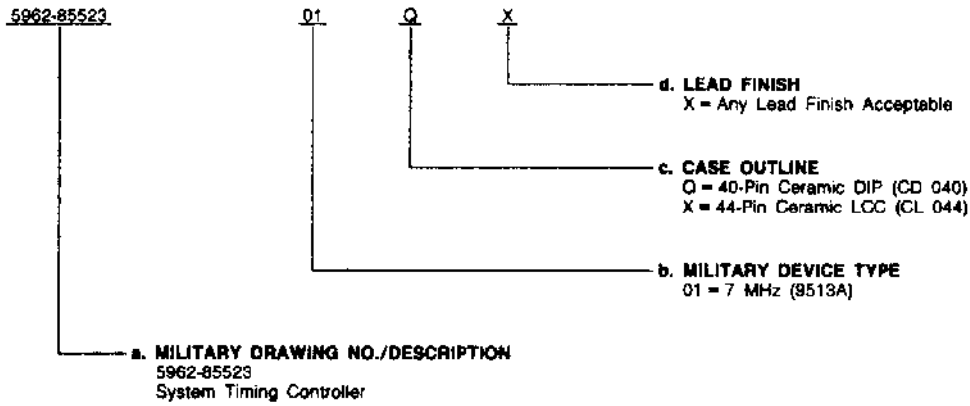 5962-85523 01 Q X
d. LEAD FINISH
X = Any Lead Finish Acceptable
c. CASE OUTLINE
Q = 40-Pin Ceramic DIP (CD 040)
X = 44-Pin Ceramic LCC (CL 044)
b. MILITARY DEVICE TYPE
01 = 7 MHz (9513A)
a. MILITARY DRAWING NO./DESCRIPTION
5962-85523
System Timing Controller